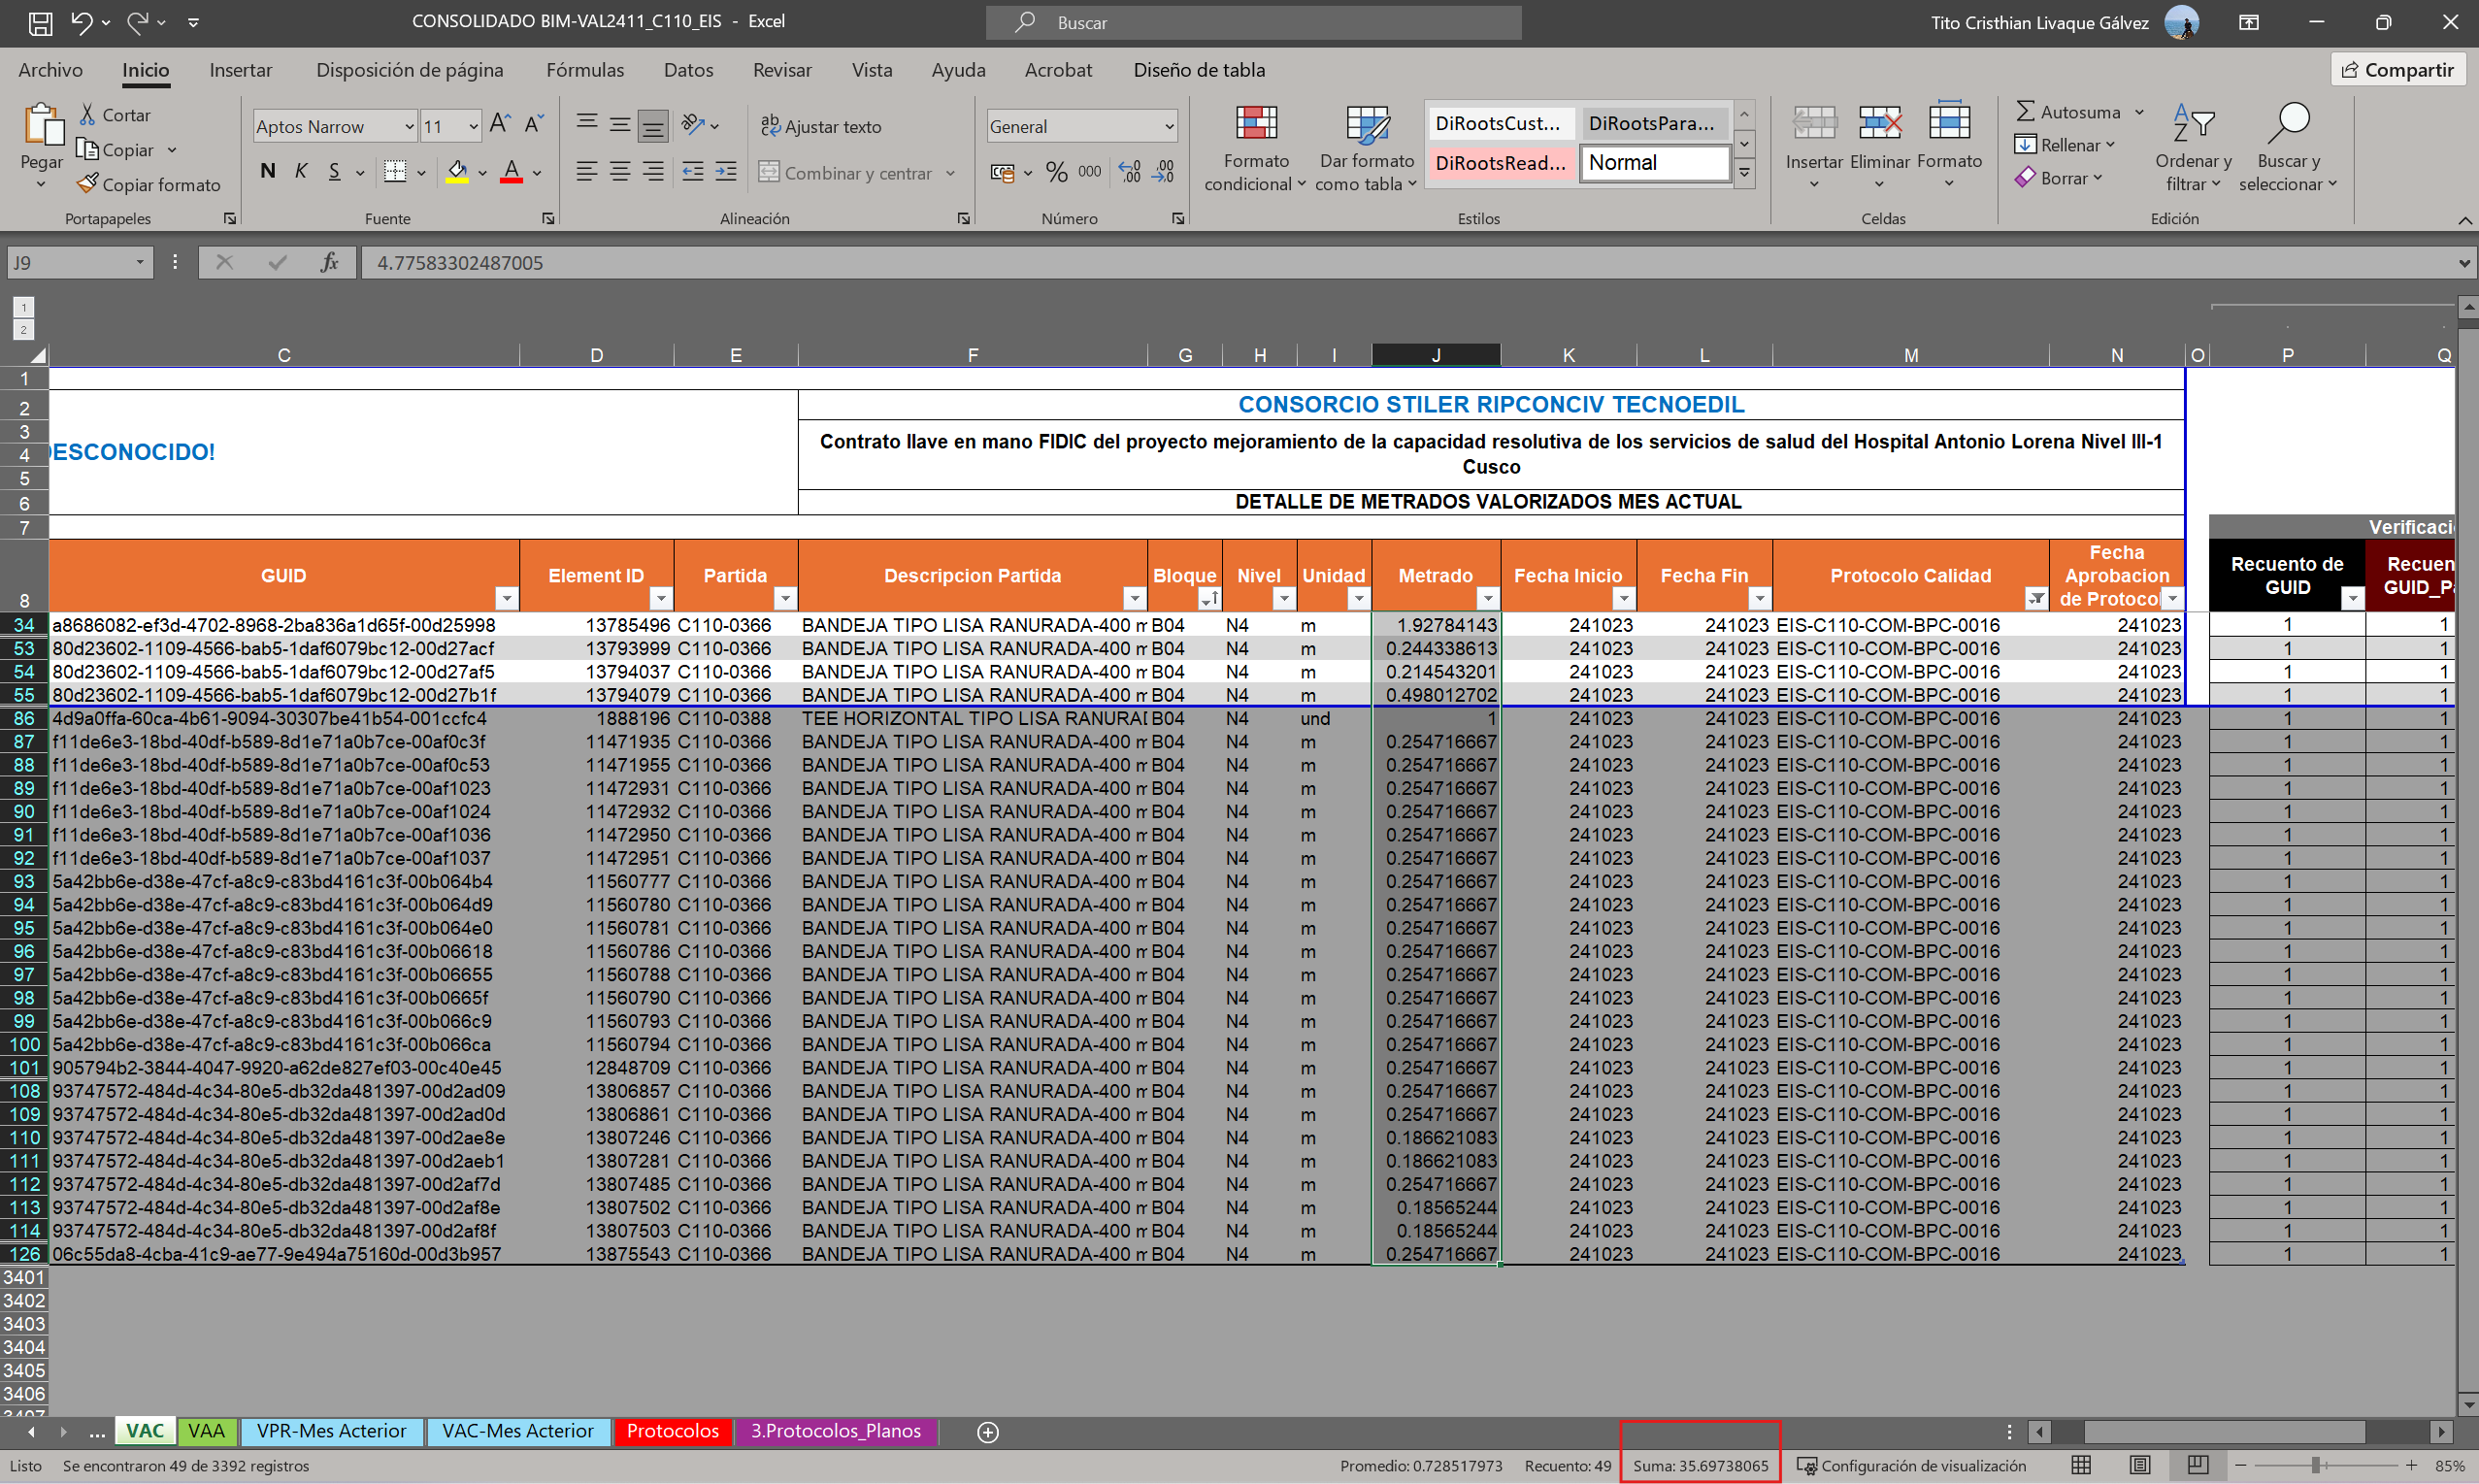 CONSOLIDADO BIM-VAL2411_C110_EIS - Excel
Buscar
Tito Cristhian Livaque Gálvez
Archivo Inicio Insertar Disposición de página Fórmulas Datos Revisar Vista Ayuda Acrobat Diseño de tabla Compartir
Pegar Cortar Copiar Copiar formato Portapapeles
Aptos Narrow 11 N K S Fuente
Ajustar texto Combinar y centrar Alineación
General % 000 Número
Formato condicional Dar formato como tabla DiRootsCust... DiRootsPara... DiRootsRead... Normal Estilos
Insertar Eliminar Formato Celdas
Autosuma Rellenar Borrar Ordenar y filtrar Buscar y seleccionar Edición
J9 fx 4.77583302487005
1
2
C D E F G H I J K L M N O P Q
1
2 CONSORCIO STILER RIPCONCIV TECNOEDIL
3
4 DESCONOCIDO! Contrato llave en mano FIDIC del proyecto mejoramiento de la capacidad resolutiva de los servicios de salud del Hospital Antonio Lorena Nivel III-1
5 Cusco
6 DETALLE DE METRADOS VALORIZADOS MES ACTUAL
7 Verificaci
8 GUID Element ID Partida Descripcion Partida Bloque Nivel Unidad Metrado Fecha Inicio Fecha Fin Protocolo Calidad Fecha Aprobacion de Protocol Recuento de GUID Recuen GUID_P
34 a8686082-ef3d-4702-8968-2ba836a1d65f-00d25998 13785496 C110-0366 BANDEJA TIPO LISA RANURADA-400 m B04 N4 m 1.92784143 241023 241023 EIS-C110-COM-BPC-0016 241023 1 1
53 80d23602-1109-4566-bab5-1daf6079bc12-00d27acf 13793999 C110-0366 BANDEJA TIPO LISA RANURADA-400 m B04 N4 m 0.244338613 241023 241023 EIS-C110-COM-BPC-0016 241023 1 1
54 80d23602-1109-4566-bab5-1daf6079bc12-00d27af5 13794037 C110-0366 BANDEJA TIPO LISA RANURADA-400 m B04 N4 m 0.214543201 241023 241023 EIS-C110-COM-BPC-0016 241023 1 1
55 80d23602-1109-4566-bab5-1daf6079bc12-00d27b1f 13794079 C110-0366 BANDEJA TIPO LISA RANURADA-400 m B04 N4 m 0.498012702 241023 241023 EIS-C110-COM-BPC-0016 241023 1 1
86 4d9a0ffa-60ca-4b61-9094-30307be41b54-001ccfc4 1888196 C110-0388 TEE HORIZONTAL TIPO LISA RANURAD B04 N4 und 1 241023 241023 EIS-C110-COM-BPC-0016 241023 1 1
87 f11de6e3-18bd-40df-b589-8d1e71a0b7ce-00af0c3f 11471935 C110-0366 BANDEJA TIPO LISA RANURADA-400 m B04 N4 m 0.254716667 241023 241023 EIS-C110-COM-BPC-0016 241023 1 1
88 f11de6e3-18bd-40df-b589-8d1e71a0b7ce-00af0c53 11471955 C110-0366 BANDEJA TIPO LISA RANURADA-400 m B04 N4 m 0.254716667 241023 241023 EIS-C110-COM-BPC-0016 241023 1 1
89 f11de6e3-18bd-40df-b589-8d1e71a0b7ce-00af1023 11472931 C110-0366 BANDEJA TIPO LISA RANURADA-400 m B04 N4 m 0.254716667 241023 241023 EIS-C110-COM-BPC-0016 241023 1 1
90 f11de6e3-18bd-40df-b589-8d1e71a0b7ce-00af1024 11472932 C110-0366 BANDEJA TIPO LISA RANURADA-400 m B04 N4 m 0.254716667 241023 241023 EIS-C110-COM-BPC-0016 241023 1 1
91 f11de6e3-18bd-40df-b589-8d1e71a0b7ce-00af1036 11472950 C110-0366 BANDEJA TIPO LISA RANURADA-400 m B04 N4 m 0.254716667 241023 241023 EIS-C110-COM-BPC-0016 241023 1 1
92 f11de6e3-18bd-40df-b589-8d1e71a0b7ce-00af1037 11472951 C110-0366 BANDEJA TIPO LISA RANURADA-400 m B04 N4 m 0.254716667 241023 241023 EIS-C110-COM-BPC-0016 241023 1 1
93 5a42bb6e-d38e-47cf-a8c9-c83bd4161c3f-00b064b4 11560777 C110-0366 BANDEJA TIPO LISA RANURADA-400 m B04 N4 m 0.254716667 241023 241023 EIS-C110-COM-BPC-0016 241023 1 1
94 5a42bb6e-d38e-47cf-a8c9-c83bd4161c3f-00b064d9 11560780 C110-0366 BANDEJA TIPO LISA RANURADA-400 m B04 N4 m 0.254716667 241023 241023 EIS-C110-COM-BPC-0016 241023 1 1
95 5a42bb6e-d38e-47cf-a8c9-c83bd4161c3f-00b064e0 11560781 C110-0366 BANDEJA TIPO LISA RANURADA-400 m B04 N4 m 0.254716667 241023 241023 EIS-C110-COM-BPC-0016 241023 1 1
96 5a42bb6e-d38e-47cf-a8c9-c83bd4161c3f-00b06618 11560786 C110-0366 BANDEJA TIPO LISA RANURADA-400 m B04 N4 m 0.254716667 241023 241023 EIS-C110-COM-BPC-0016 241023 1 1
97 5a42bb6e-d38e-47cf-a8c9-c83bd4161c3f-00b06655 11560788 C110-0366 BANDEJA TIPO LISA RANURADA-400 m B04 N4 m 0.254716667 241023 241023 EIS-C110-COM-BPC-0016 241023 1 1
98 5a42bb6e-d38e-47cf-a8c9-c83bd4161c3f-00b0665f 11560790 C110-0366 BANDEJA TIPO LISA RANURADA-400 m B04 N4 m 0.254716667 241023 241023 EIS-C110-COM-BPC-0016 241023 1 1
99 5a42bb6e-d38e-47cf-a8c9-c83bd4161c3f-00b066c9 11560793 C110-0366 BANDEJA TIPO LISA RANURADA-400 m B04 N4 m 0.254716667 241023 241023 EIS-C110-COM-BPC-0016 241023 1 1
100 5a42bb6e-d38e-47cf-a8c9-c83bd4161c3f-00b066ca 11560794 C110-0366 BANDEJA TIPO LISA RANURADA-400 m B04 N4 m 0.254716667 241023 241023 EIS-C110-COM-BPC-0016 241023 1 1
101 905794b2-3844-4047-9920-a62de827ef03-00c40e45 12848709 C110-0366 BANDEJA TIPO LISA RANURADA-400 m B04 N4 m 0.254716667 241023 241023 EIS-C110-COM-BPC-0016 241023 1 1
108 93747572-484d-4c34-80e5-db32da481397-00d2ad09 13806857 C110-0366 BANDEJA TIPO LISA RANURADA-400 m B04 N4 m 0.254716667 241023 241023 EIS-C110-COM-BPC-0016 241023 1 1
109 93747572-484d-4c34-80e5-db32da481397-00d2ad0d 13806861 C110-0366 BANDEJA TIPO LISA RANURADA-400 m B04 N4 m 0.254716667 241023 241023 EIS-C110-COM-BPC-0016 241023 1 1
110 93747572-484d-4c34-80e5-db32da481397-00d2ae8e 13807246 C110-0366 BANDEJA TIPO LISA RANURADA-400 m B04 N4 m 0.186621083 241023 241023 EIS-C110-COM-BPC-0016 241023 1 1
111 93747572-484d-4c34-80e5-db32da481397-00d2aeb1 13807281 C110-0366 BANDEJA TIPO LISA RANURADA-400 m B04 N4 m 0.186621083 241023 241023 EIS-C110-COM-BPC-0016 241023 1 1
112 93747572-484d-4c34-80e5-db32da481397-00d2af7d 13807485 C110-0366 BANDEJA TIPO LISA RANURADA-400 m B04 N4 m 0.254716667 241023 241023 EIS-C110-COM-BPC-0016 241023 1 1
113 93747572-484d-4c34-80e5-db32da481397-00d2af8e 13807502 C110-0366 BANDEJA TIPO LISA RANURADA-400 m B04 N4 m 0.18565244 241023 241023 EIS-C110-COM-BPC-0016 241023 1 1
114 93747572-484d-4c34-80e5-db32da481397-00d2af8f 13807503 C110-0366 BANDEJA TIPO LISA RANURADA-400 m B04 N4 m 0.18565244 241023 241023 EIS-C110-COM-BPC-0016 241023 1 1
126 06c55da8-4cba-41c9-ae77-9e494a75160d-00d3b957 13875543 C110-0366 BANDEJA TIPO LISA RANURADA-400 m B04 N4 m 0.254716667 241023 241023 EIS-C110-COM-BPC-0016 241023 1 1
3401
3402
3403
3404
3405
3406
3407
... VAC VAA VPR-Mes Acterior VAC-Mes Acterior Protocolos 3.Protocolos_Planos
Listo Se encontraron 49 de 3392 registros Promedio: 0.728517973 Recuento: 49 Suma: 35.69738065 Configuración de visualización 85%